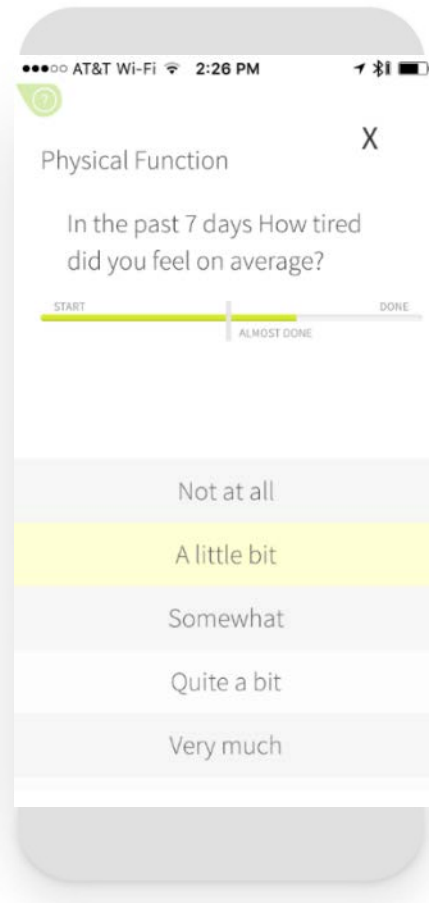 AT&T Wi-Fi 2:26 PM
?
X
Physical Function
In the past 7 days How tired
did you feel on average?
START DONE
ALMOST DONE
Not at all
A little bit
Somewhat
Quite a bit
Very much